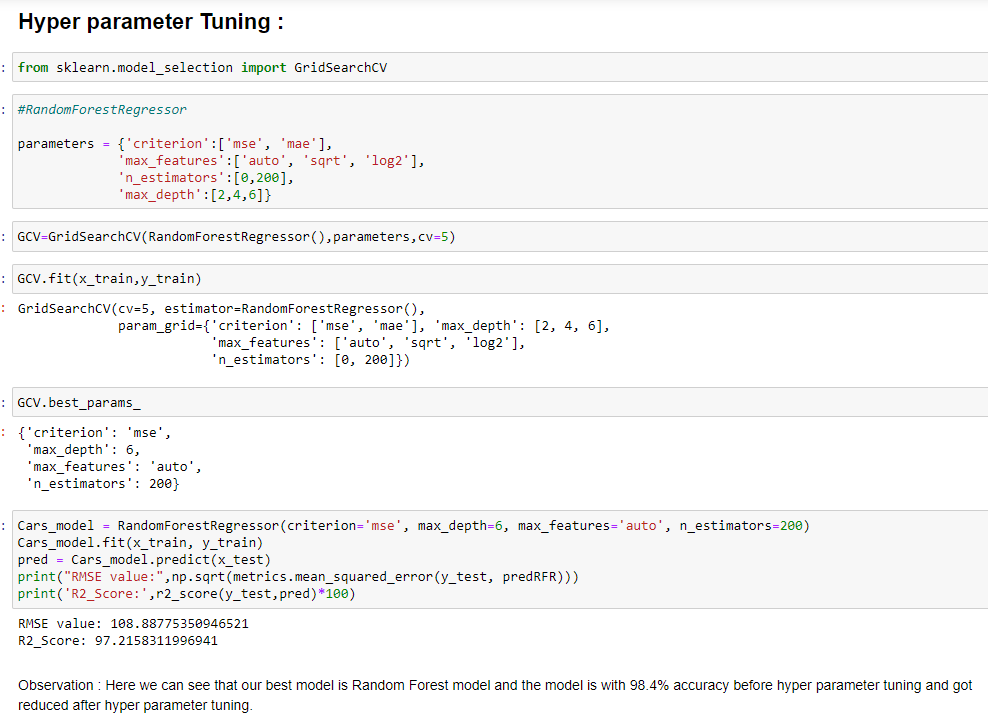 Hyper parameter Tuning :
: from sklearn.model_selection import GridSearchCV
: #RandomForestRegressor
parameters = {'criterion':['mse', 'mae'],
'max_features':['auto', 'sqrt', 'log2'],
'n_estimators':[0,200],
'max_depth':[2,4,6]}
: GCV=GridSearchCV(RandomForestRegressor(),parameters,cv=5)
: GCV.fit(x_train,y_train)
: GridSearchCV(cv=5, estimator=RandomForestRegressor(),
param_grid={'criterion': ['mse', 'mae'], 'max_depth': [2, 4, 6],
'max_features': ['auto', 'sqrt', 'log2'],
'n_estimators': [0, 200]})
: GCV.best_params_
: {'criterion': 'mse',
'max_depth': 6,
'max_features': 'auto',
'n_estimators': 200}
: Cars_model = RandomForestRegressor(criterion='mse', max_depth=6, max_features='auto', n_estimators=200)
Cars_model.fit(x_train, y_train)
pred = Cars_model.predict(x_test)
print("RMSE value:",np.sqrt(metrics.mean_squared_error(y_test, predRFR)))
print('R2_Score:',r2_score(y_test,pred)*100)
RMSE value: 108.88775350946521
R2_Score: 97.2158311996941
Observation : Here we can see that our best model is Random Forest model and the model is with 98.4% accuracy before hyper parameter tuning and got
reduced after hyper parameter tuning.